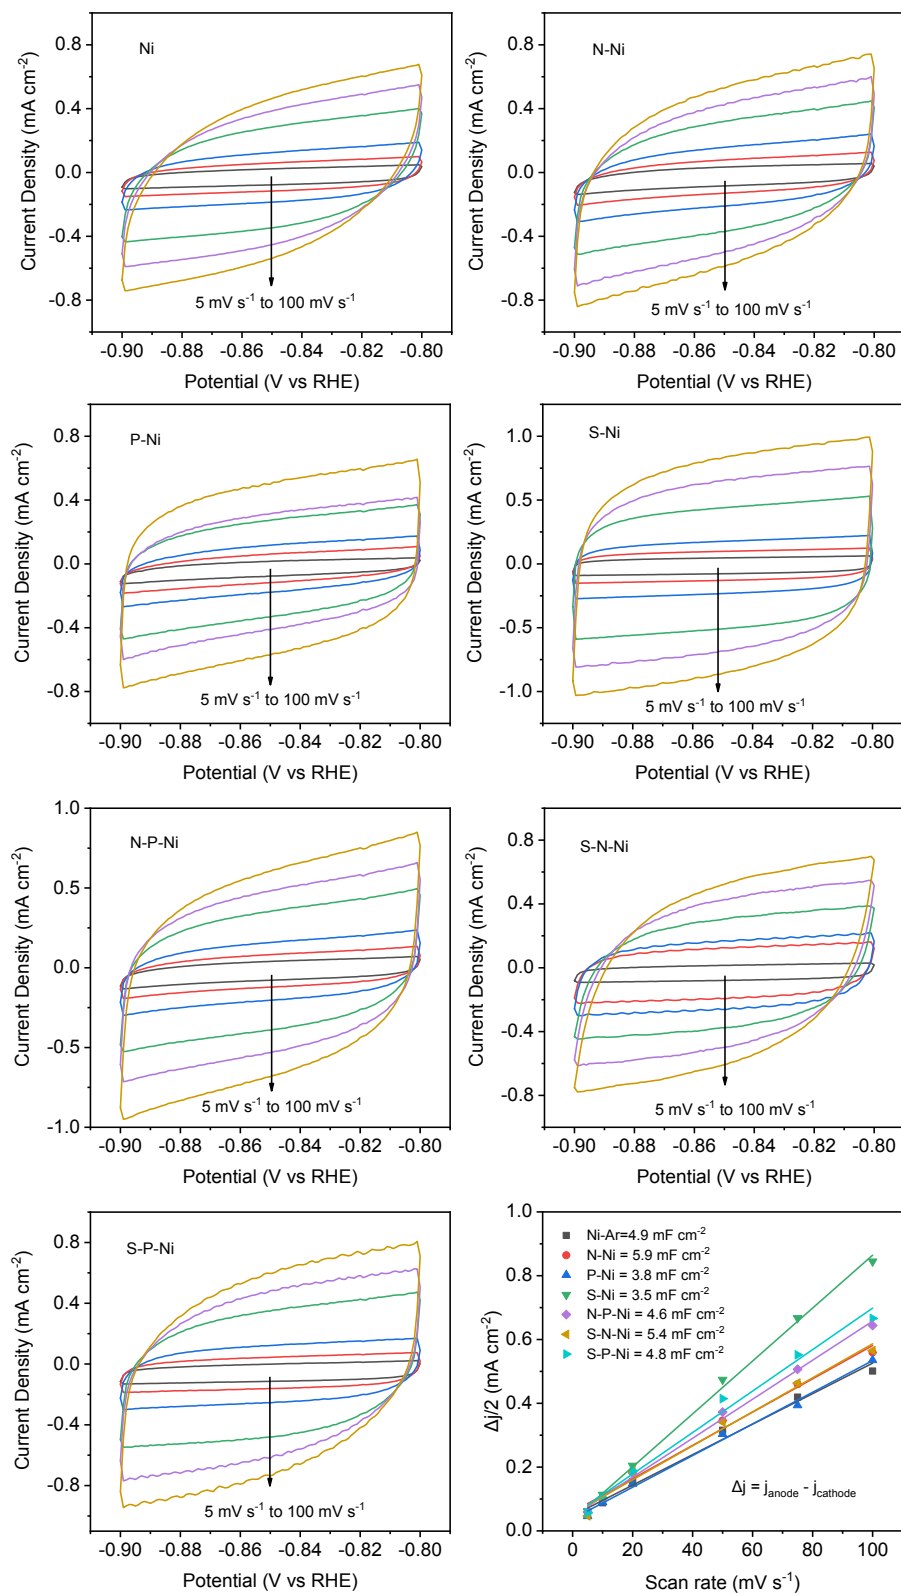 Ni
0.8
0.4
0.0
-0.4
-0.8
Current Density (mA cm⁻²)
5 mV s⁻¹ to 100 mV s⁻¹
-0.90 -0.88 -0.86 -0.84 -0.82 -0.80
Potential (V vs RHE)
N-Ni
0.8
0.4
0.0
-0.4
-0.8
Current Density (mA cm⁻²)
5 mV s⁻¹ to 100 mV s⁻¹
-0.90 -0.88 -0.86 -0.84 -0.82 -0.80
Potential (V vs RHE)
P-Ni
0.8
0.4
0.0
-0.4
-0.8
Current Density (mA cm⁻²)
5 mV s⁻¹ to 100 mV s⁻¹
-0.90 -0.88 -0.86 -0.84 -0.82 -0.80
Potential (V vs RHE)
S-Ni
1.0
0.5
0.0
-0.5
-1.0
Current Density (mA cm⁻²)
5 mV s⁻¹ to 100 mV s⁻¹
-0.90 -0.88 -0.86 -0.84 -0.82 -0.80
Potential (V vs RHE)
N-P-Ni
1.0
0.5
0.0
-0.5
-1.0
Current Density (mA cm⁻²)
5 mV s⁻¹ to 100 mV s⁻¹
-0.90 -0.88 -0.86 -0.84 -0.82 -0.80
Potential (V vs RHE)
S-N-Ni
0.8
0.4
0.0
-0.4
-0.8
Current Density (mA cm⁻²)
5 mV s⁻¹ to 100 mV s⁻¹
-0.90 -0.88 -0.86 -0.84 -0.82 -0.80
Potential (V vs RHE)
S-P-Ni
0.8
0.4
0.0
-0.4
-0.8
Current Density (mA cm⁻²)
5 mV s⁻¹ to 100 mV s⁻¹
-0.90 -0.88 -0.86 -0.84 -0.82 -0.80
Potential (V vs RHE)
1.0
0.8
0.6
0.4
0.2
0.0
Δj/2 (mA cm⁻²)
Ni-Ar=4.9 mF cm⁻²
N-Ni = 5.9 mF cm⁻²
P-Ni = 3.8 mF cm⁻²
S-Ni = 3.5 mF cm⁻²
N-P-Ni = 4.6 mF cm⁻²
S-N-Ni = 5.4 mF cm⁻²
S-P-Ni = 4.8 mF cm⁻²
Δj = j_anode - j_cathode
0 20 40 60 80 100
Scan rate (mV s⁻¹)